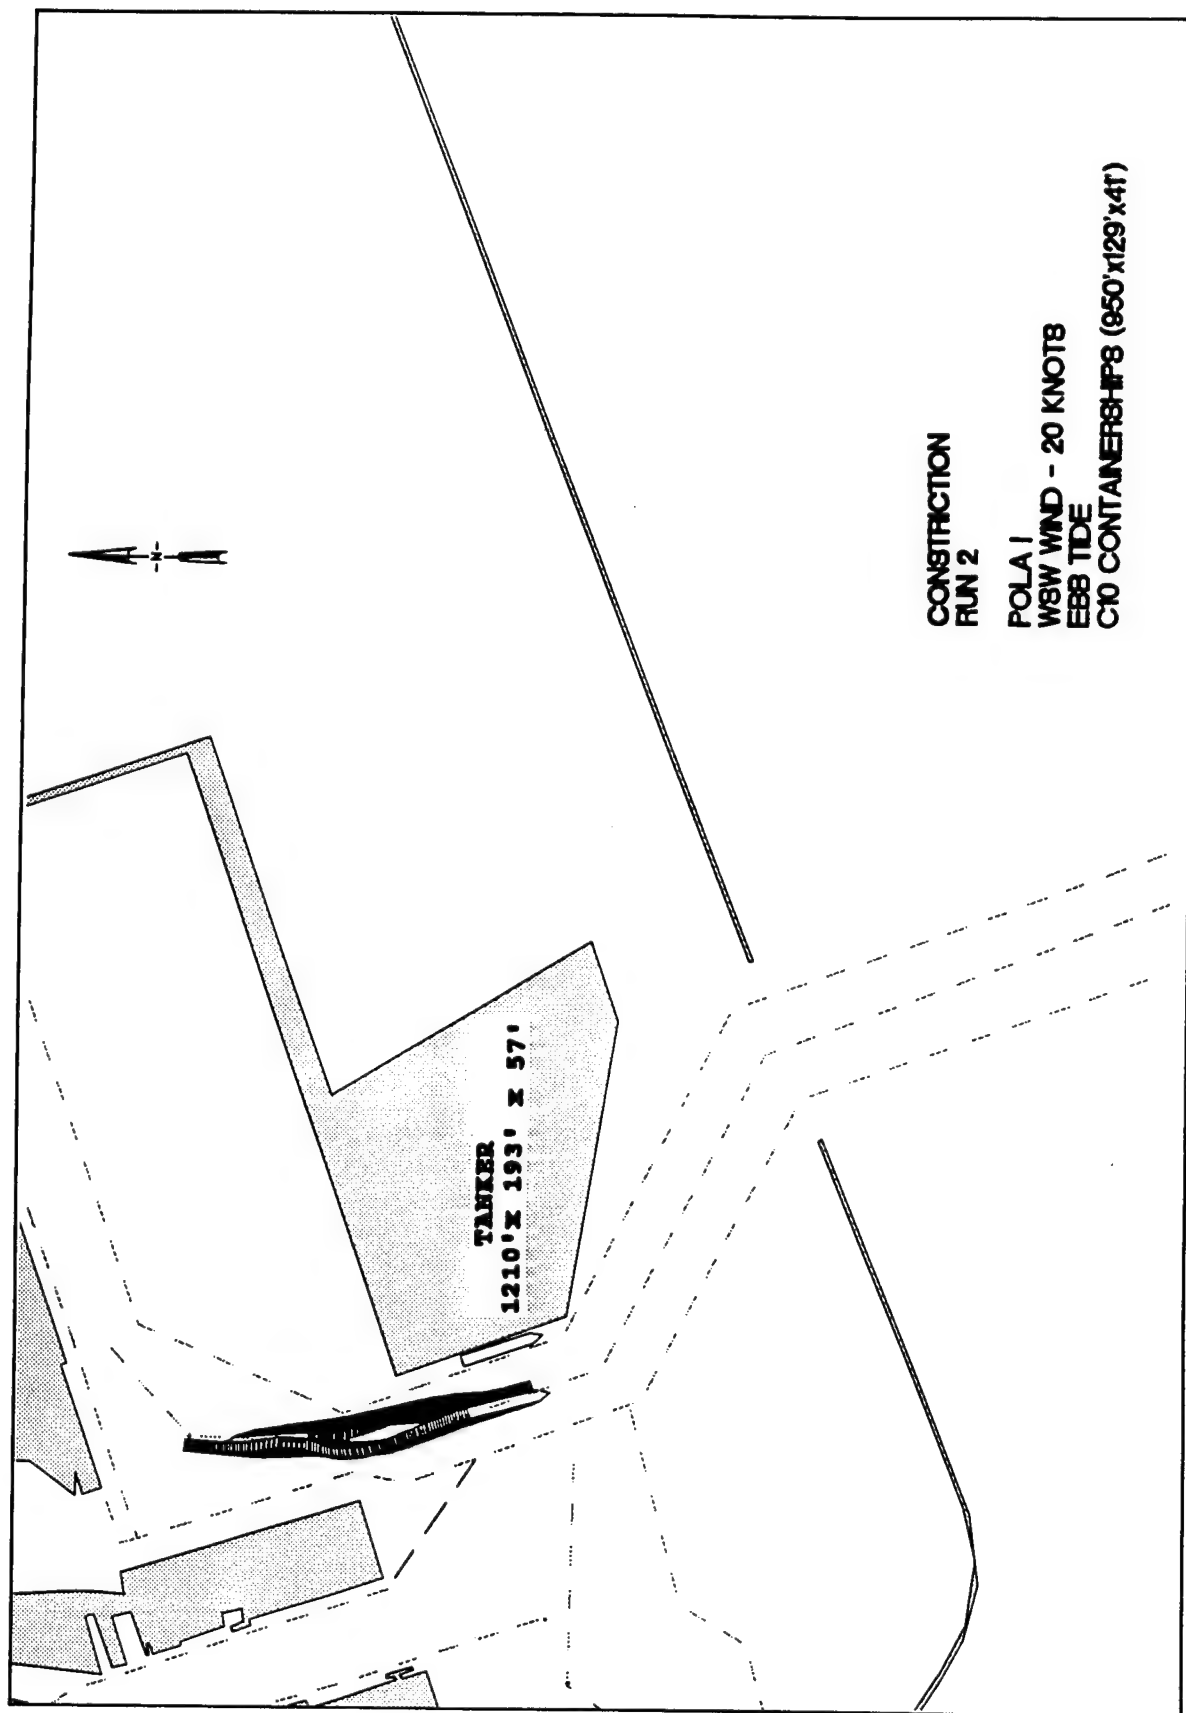 -N-
TANKER
1210'x 193' x 57'
CONSTRICTION
RUN 2
POLA I
WSW WIND - 20 KNOTS
EBB TIDE
C10 CONTAINERSHIPS (950'x129'x41')